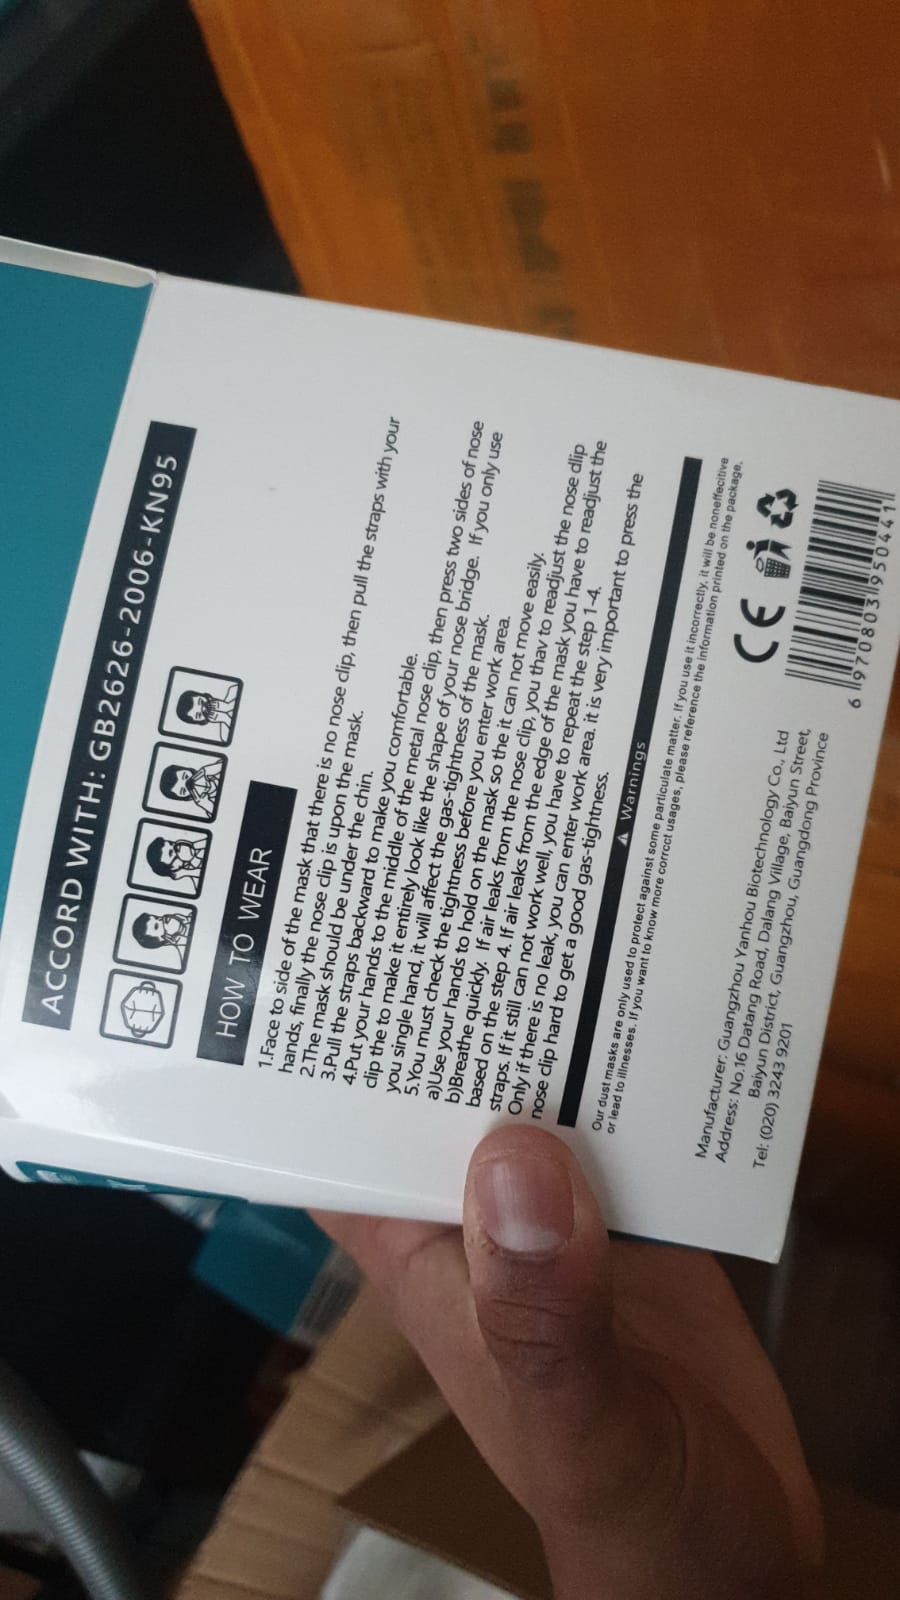 ACCORD WITH: GB2626-2006-KN95
HOW TO WEAR
1.Face to side of the mask that there is no nose clip, then pull the straps with your
hands, finally the nose clip is upon the mask.
2.The mask should be under the chin.
3.Pull the straps backward to make you comfortable.
4.Put your hands to the middle of the metal nose clip, then press two sides of nose
clip the to make it entirely look like the shape of your nose bridge. If you only use
you single hand, it will affect the gas-tightness of the mask.
5.You must check the tightness before you enter work area.
a)Use your hands to hold on the mask so the it can not move easily.
b)Breathe quickly. If air leaks from the nose clip, you thav to readjust the nose dlip
based on the step 4. If air leaks from the edge of the mask you have to readjust the
straps. If it still can not work well, you have to repeat the step 1-4.
Only if there is no leak, you can enter work area. it is very important to press the
nose clip hard to get a good gas-tightness.
Warnings
Our dust masks are only used to protect against some particulate matter. If you use it incorrectly, it will be noneffecitive
or lead to illnesses. If you want to know more corrcct usages, please reference the information printed on the package.
Manufacturer: Guangzhou Yanhou Biotechnology Co., Ltd
Address: No.16 Datang Road, Dalang Village, Baiyun Street,
Baiyun District, Guangzhou, Guangdong Province
Tel: (020) 3243 9201
CE
6 970803 950441